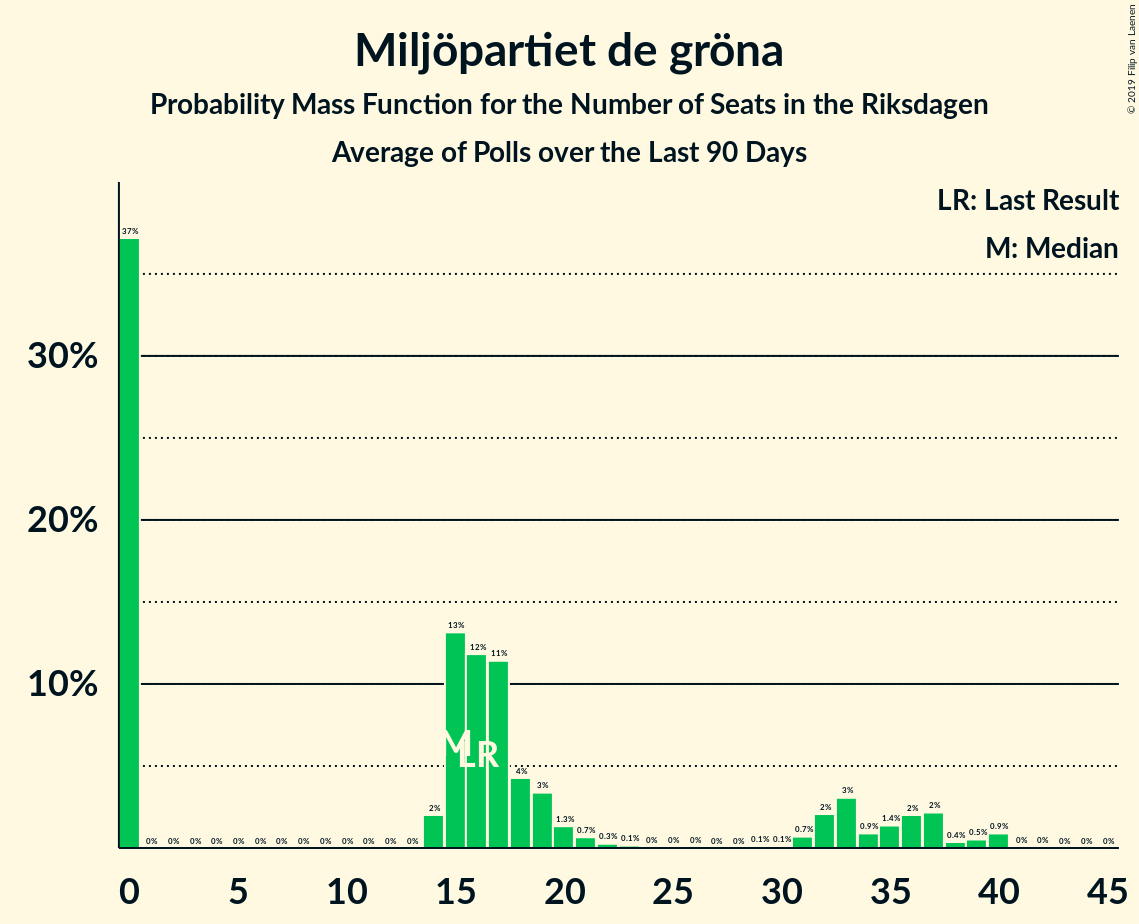 Miljöpartiet de gröna
Probability Mass Function for the Number of Seats in the Riksdagen
Average of Polls over the Last 90 Days
© 2019 Filip van Laenen
LR: Last Result
M: Median
30%
20%
10%
37% 0% 0% 0% 0% 0% 0% 0% 0% 0% 0% 0% 0% 0% 2% 13% 12% 11% 4% 3% 1.3% 0.7% 0.3% 0.1% 0% 0% 0% 0% 0% 0.1% 0.1% 0.7% 2% 3% 0.9% 1.4% 2% 2% 0.4% 0.5% 0.9% 0% 0% 0% 0% 0%
M LR
0 5 10 15 20 25 30 35 40 45